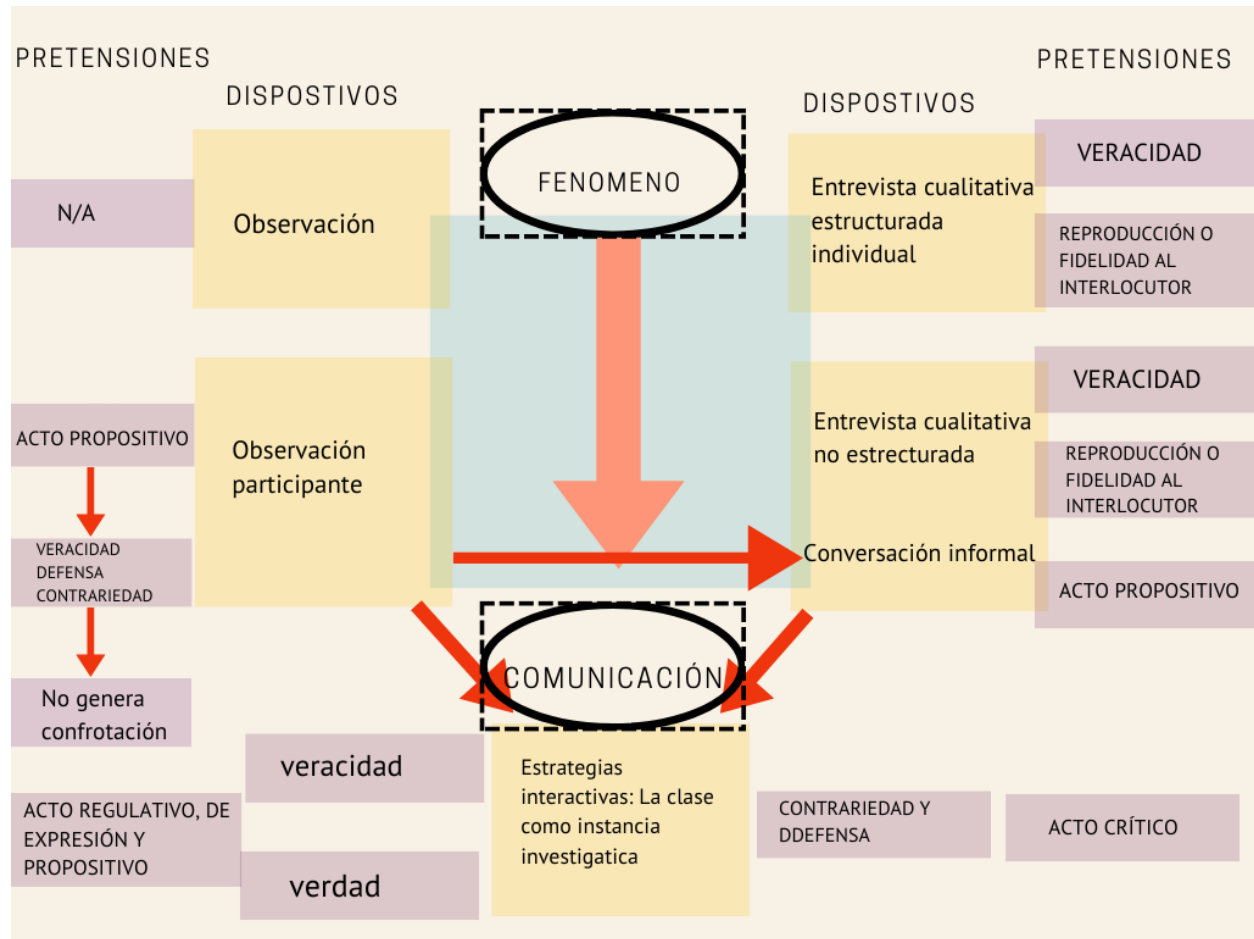 PRETENSIONES
DISPOSTIVOS
DISPOSTIVOS
PRETENSIONES
N/A
Observación
FENOMENO
Entrevista cualitativa
estructurada
individual
VERACIDAD
REPRODUCCIÓN O
FIDELIDAD AL
INTERLOCUTOR
ACTO PROPOSITIVO
VERACIDAD
DEFENSA
CONTRARIEDAD
No genera
confrotación
Observación
participante
Entrevista cualitativa
no estrecturada
Conversación informal
VERACIDAD
REPRODUCCIÓN O
FIDELIDAD AL
INTERLOCUTOR
ACTO PROPOSITIVO
COMUNICACIÓN
ACTO REGULATIVO, DE
EXPRESIÓN Y
PROPOSITIVO
veracidad
verdad
Estrategias
interactivas: La clase
como instancia
investigatica
CONTRARIEDAD Y
DDEFENSA
ACTO CRÍTICO